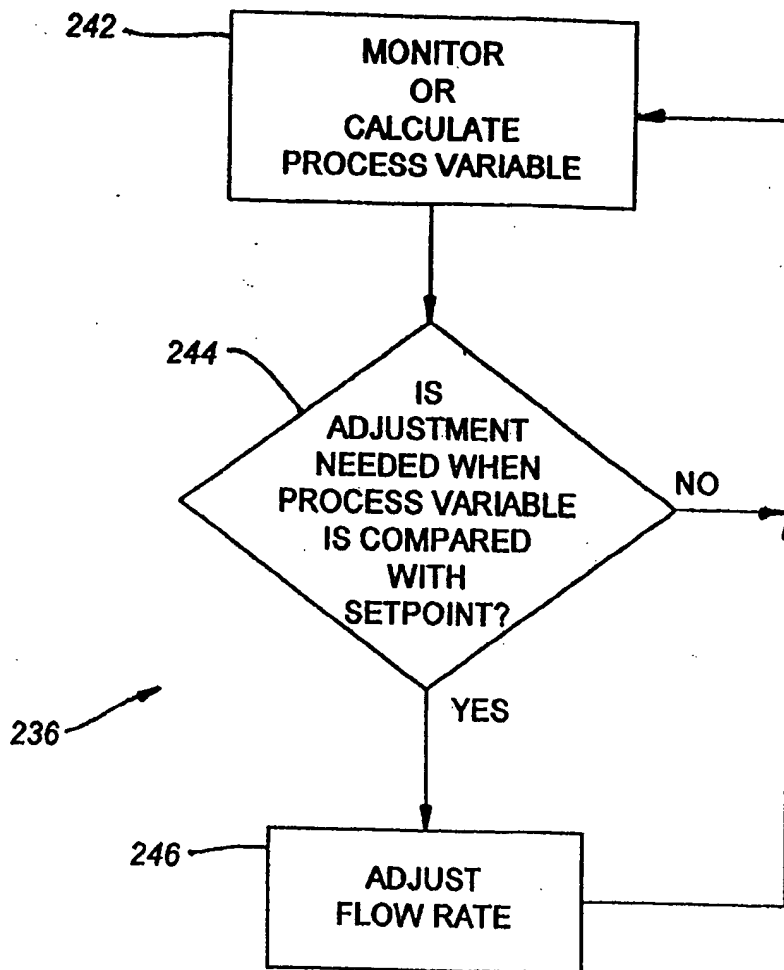 242
MONITOR
OR
CALCULATE
PROCESS VARIABLE
244
IS
ADJUSTMENT
NEEDED WHEN
PROCESS VARIABLE
IS COMPARED
WITH
SETPOINT?
NO
YES
236
246
ADJUST
FLOW RATE